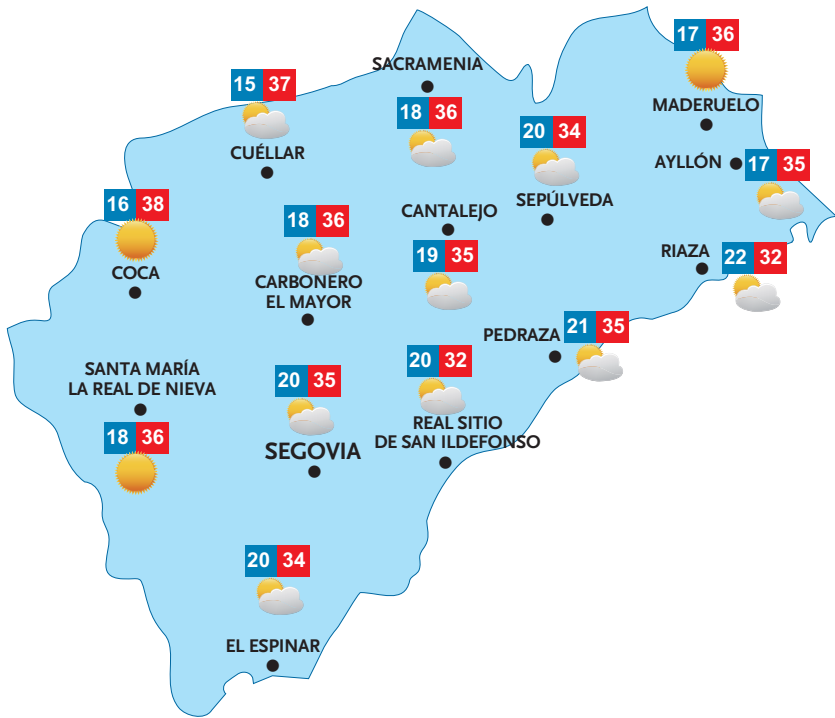 17 36
SACRAMENIA
15 37
MADERUELO
18 36
20 34
CUÉLLAR
AYLLÓN
17 35
16 38
SEPÚLVEDA
18 36
CANTALEJO
RIAZA
22 32
19 35
COCA
CARBONERO
EL MAYOR
21 35
PEDRAZA
20 32
SANTA MARÍA
LA REAL DE NIEVA
20 35
REAL SITIO
DE SAN ILDEFONSO
18 36
SEGOVIA
20 34
EL ESPINAR